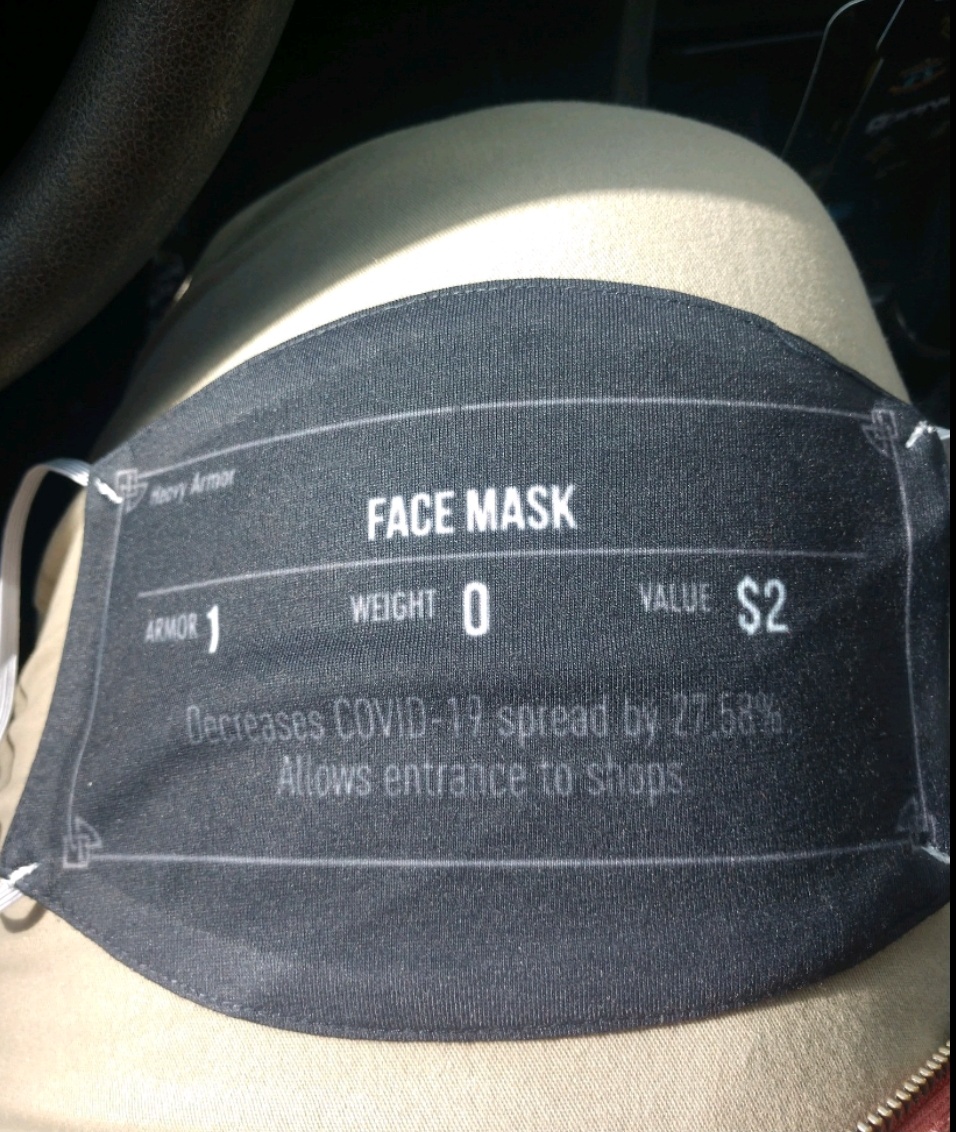 Heavy Armor
FACE MASK
ARMOR 1 WEIGHT 0 VALUE $2
Decreases COVID-19 spread by 27.58%.
Allows entrance to shops.